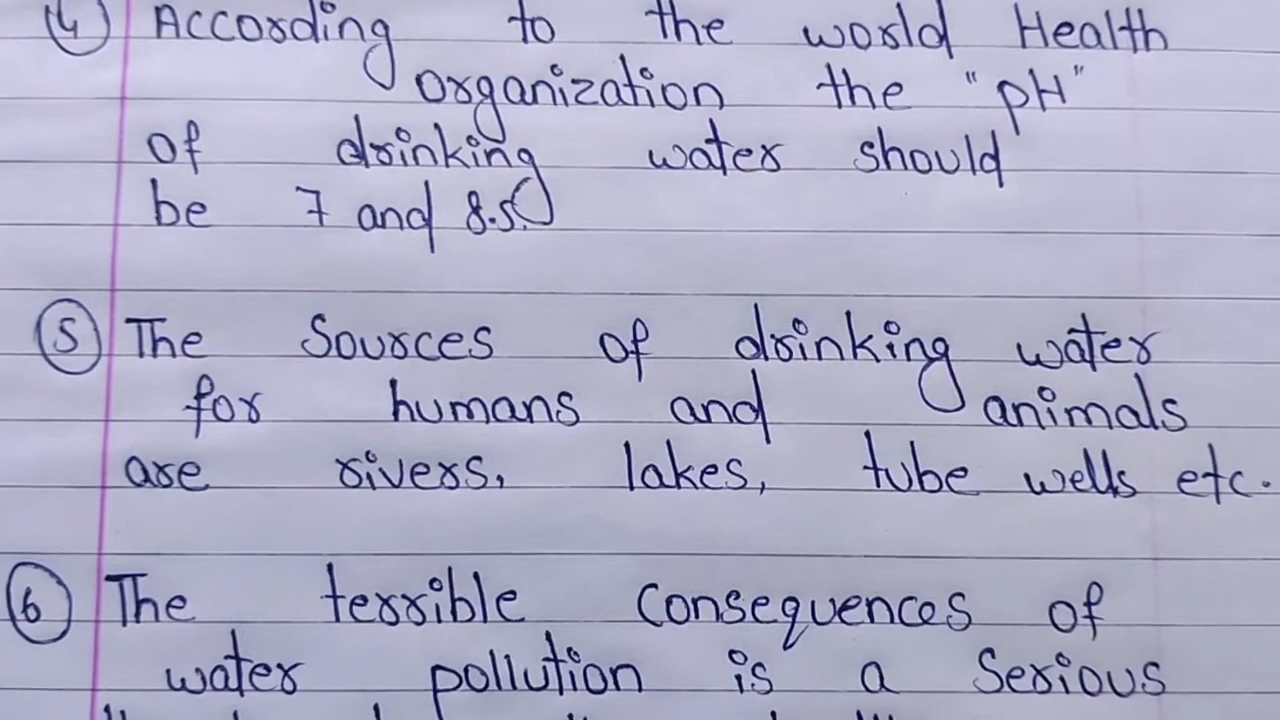 4 According to the world Health
organization the "pH"
of drinking water should
be 7 and 8.5.
5 The Sources of drinking water
for humans and animals
are rivers, lakes, tube wells etc.
6 The terrible Consequences of
water pollution is a Serious